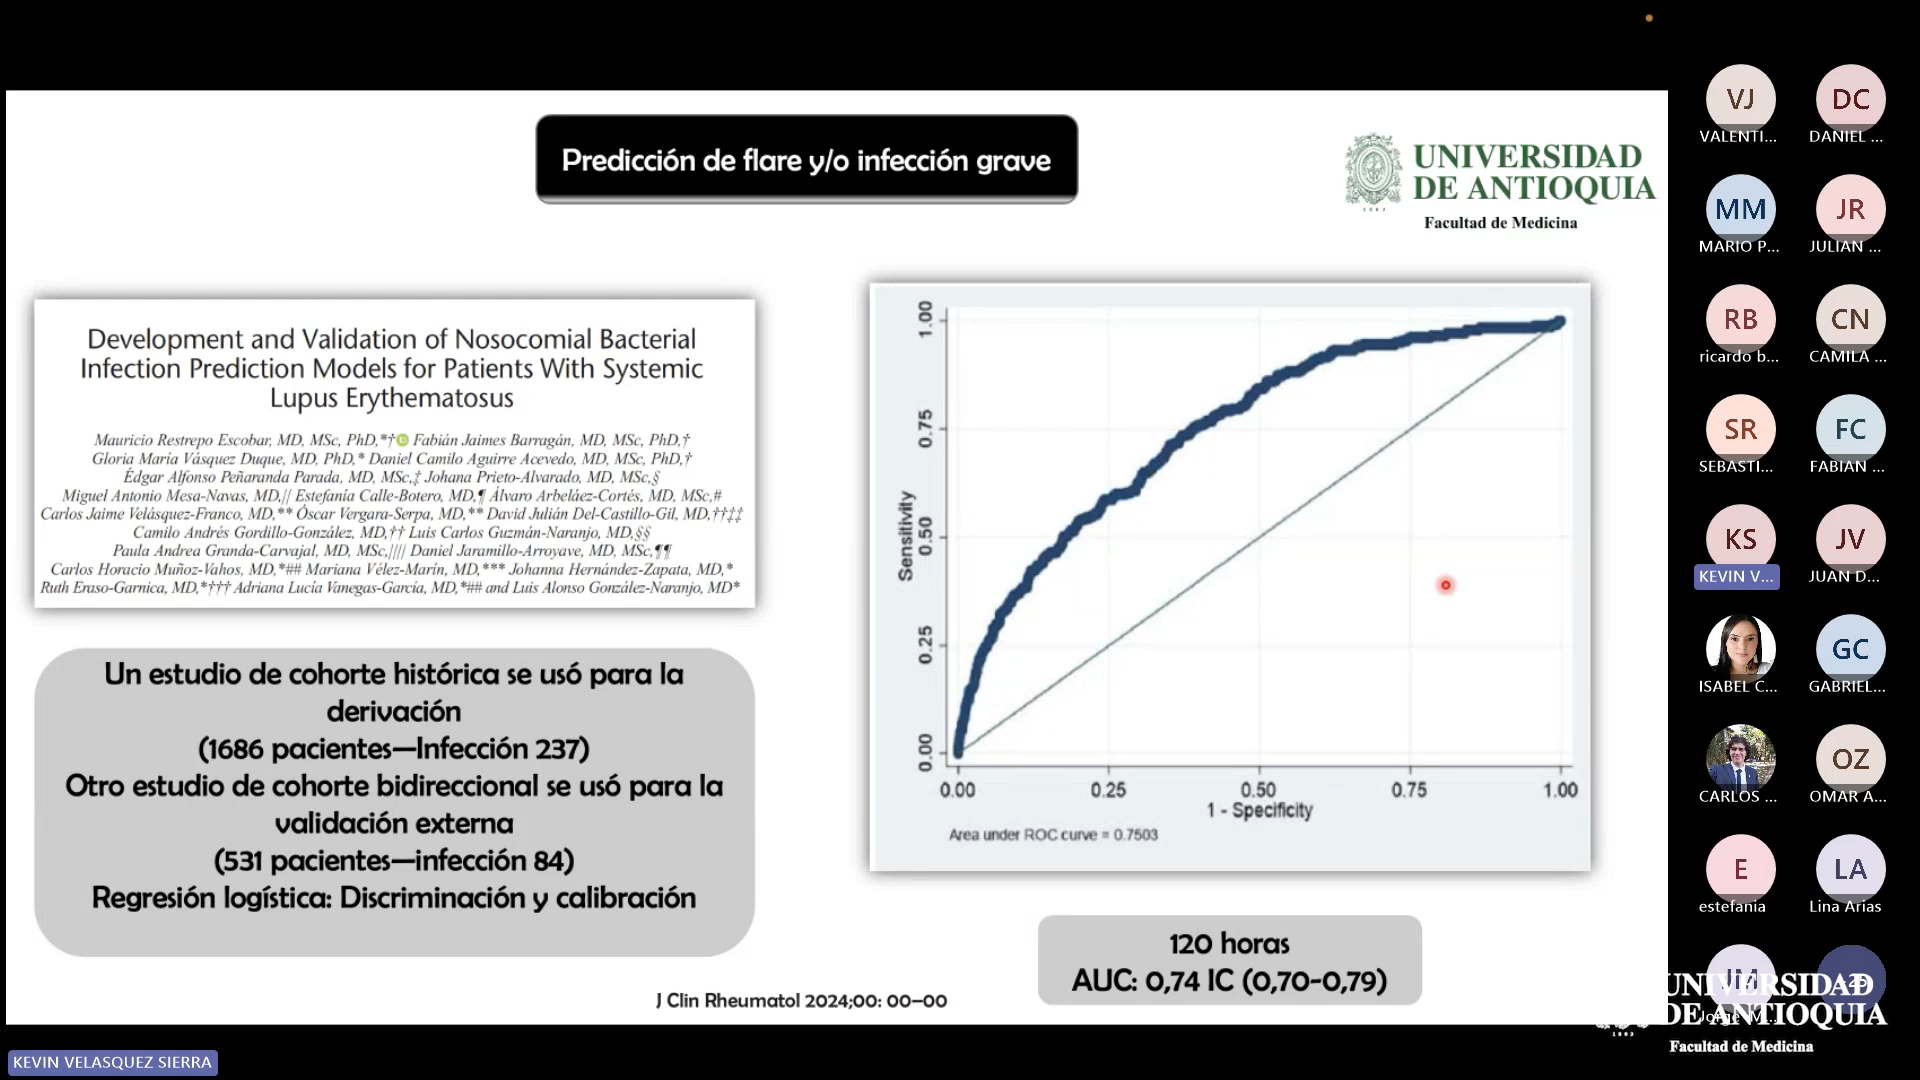 Predicción de flare y/o infección grave
UNIVERSIDAD
DE ANTIOQUIA
1803
Facultad de Medicina
Development and Validation of Nosocomial Bacterial
Infection Prediction Models for Patients With Systemic
Lupus Erythematosus
Mauricio Restrepo Escobar, MD, MSc, PhD,*† Fabián Jaimes Barragán, MD, MSc, PhD,†
Gloria María Vásquez Duque, MD, PhD,* Daniel Camilo Aguirre Acevedo, MD, MSc, PhD,†
Édgar Alfonso Peñaranda Parada, MD, MSc,‡ Johana Prieto-Alvarado, MD, MSc,§
Miguel Antonio Mesa-Navas, MD,|| Estefanía Calle-Botero, MD,¶ Álvaro Arbeláez-Cortés, MD, MSc,#
Carlos Jaime Velásquez-Franco, MD,** Óscar Vergara-Serpa, MD,** David Julián Del-Castillo-Gil, MD,††‡‡
Camilo Andrés Gordillo-González, MD,†† Luis Carlos Guzmán-Naranjo, MD,§§
Paula Andrea Granda-Carvajal, MD, MSc,|||| Daniel Jaramillo-Arroyave, MD, MSc,¶¶
Carlos Horacio Muñoz-Vahos, MD,*## Mariana Vélez-Marín, MD,*** Johanna Hernández-Zapata, MD,*
Ruth Eraso-Garnica, MD,*††† Adriana Lucía Vanegas-García, MD,*## and Luis Alonso González-Naranjo, MD*
Un estudio de cohorte histórica se usó para la
derivación
(1686 pacientes—Infección 237)
Otro estudio de cohorte bidireccional se usó para la
validación externa
(531 pacientes—infección 84)
Regresión logística: Discriminación y calibración
Sensitivity
1.00
0.75
0.50
0.25
0.00
0.00 0.25 0.50 0.75 1.00
1 - Specificity
Area under ROC curve = 0.7503
120 horas
AUC: 0,74 IC (0,70-0,79)
J Clin Rheumatol 2024;00: 00–00
VJ
VALENTI...
DC
DANIEL ...
MM
MARIO P...
JR
JULIAN ...
RB
ricardo b...
CN
CAMILA ...
SR
SEBASTI...
FC
FABIAN ...
KS
KEVIN V...
JV
JUAN D...
ISABEL C...
GC
GABRIEL...
CARLOS ...
OZ
OMAR A...
E
estefania
LA
Lina Arias
JM
UNIVERSIDAD
DE ANTIOQUIA
1803
Facultad de Medicina
KEVIN VELASQUEZ SIERRA